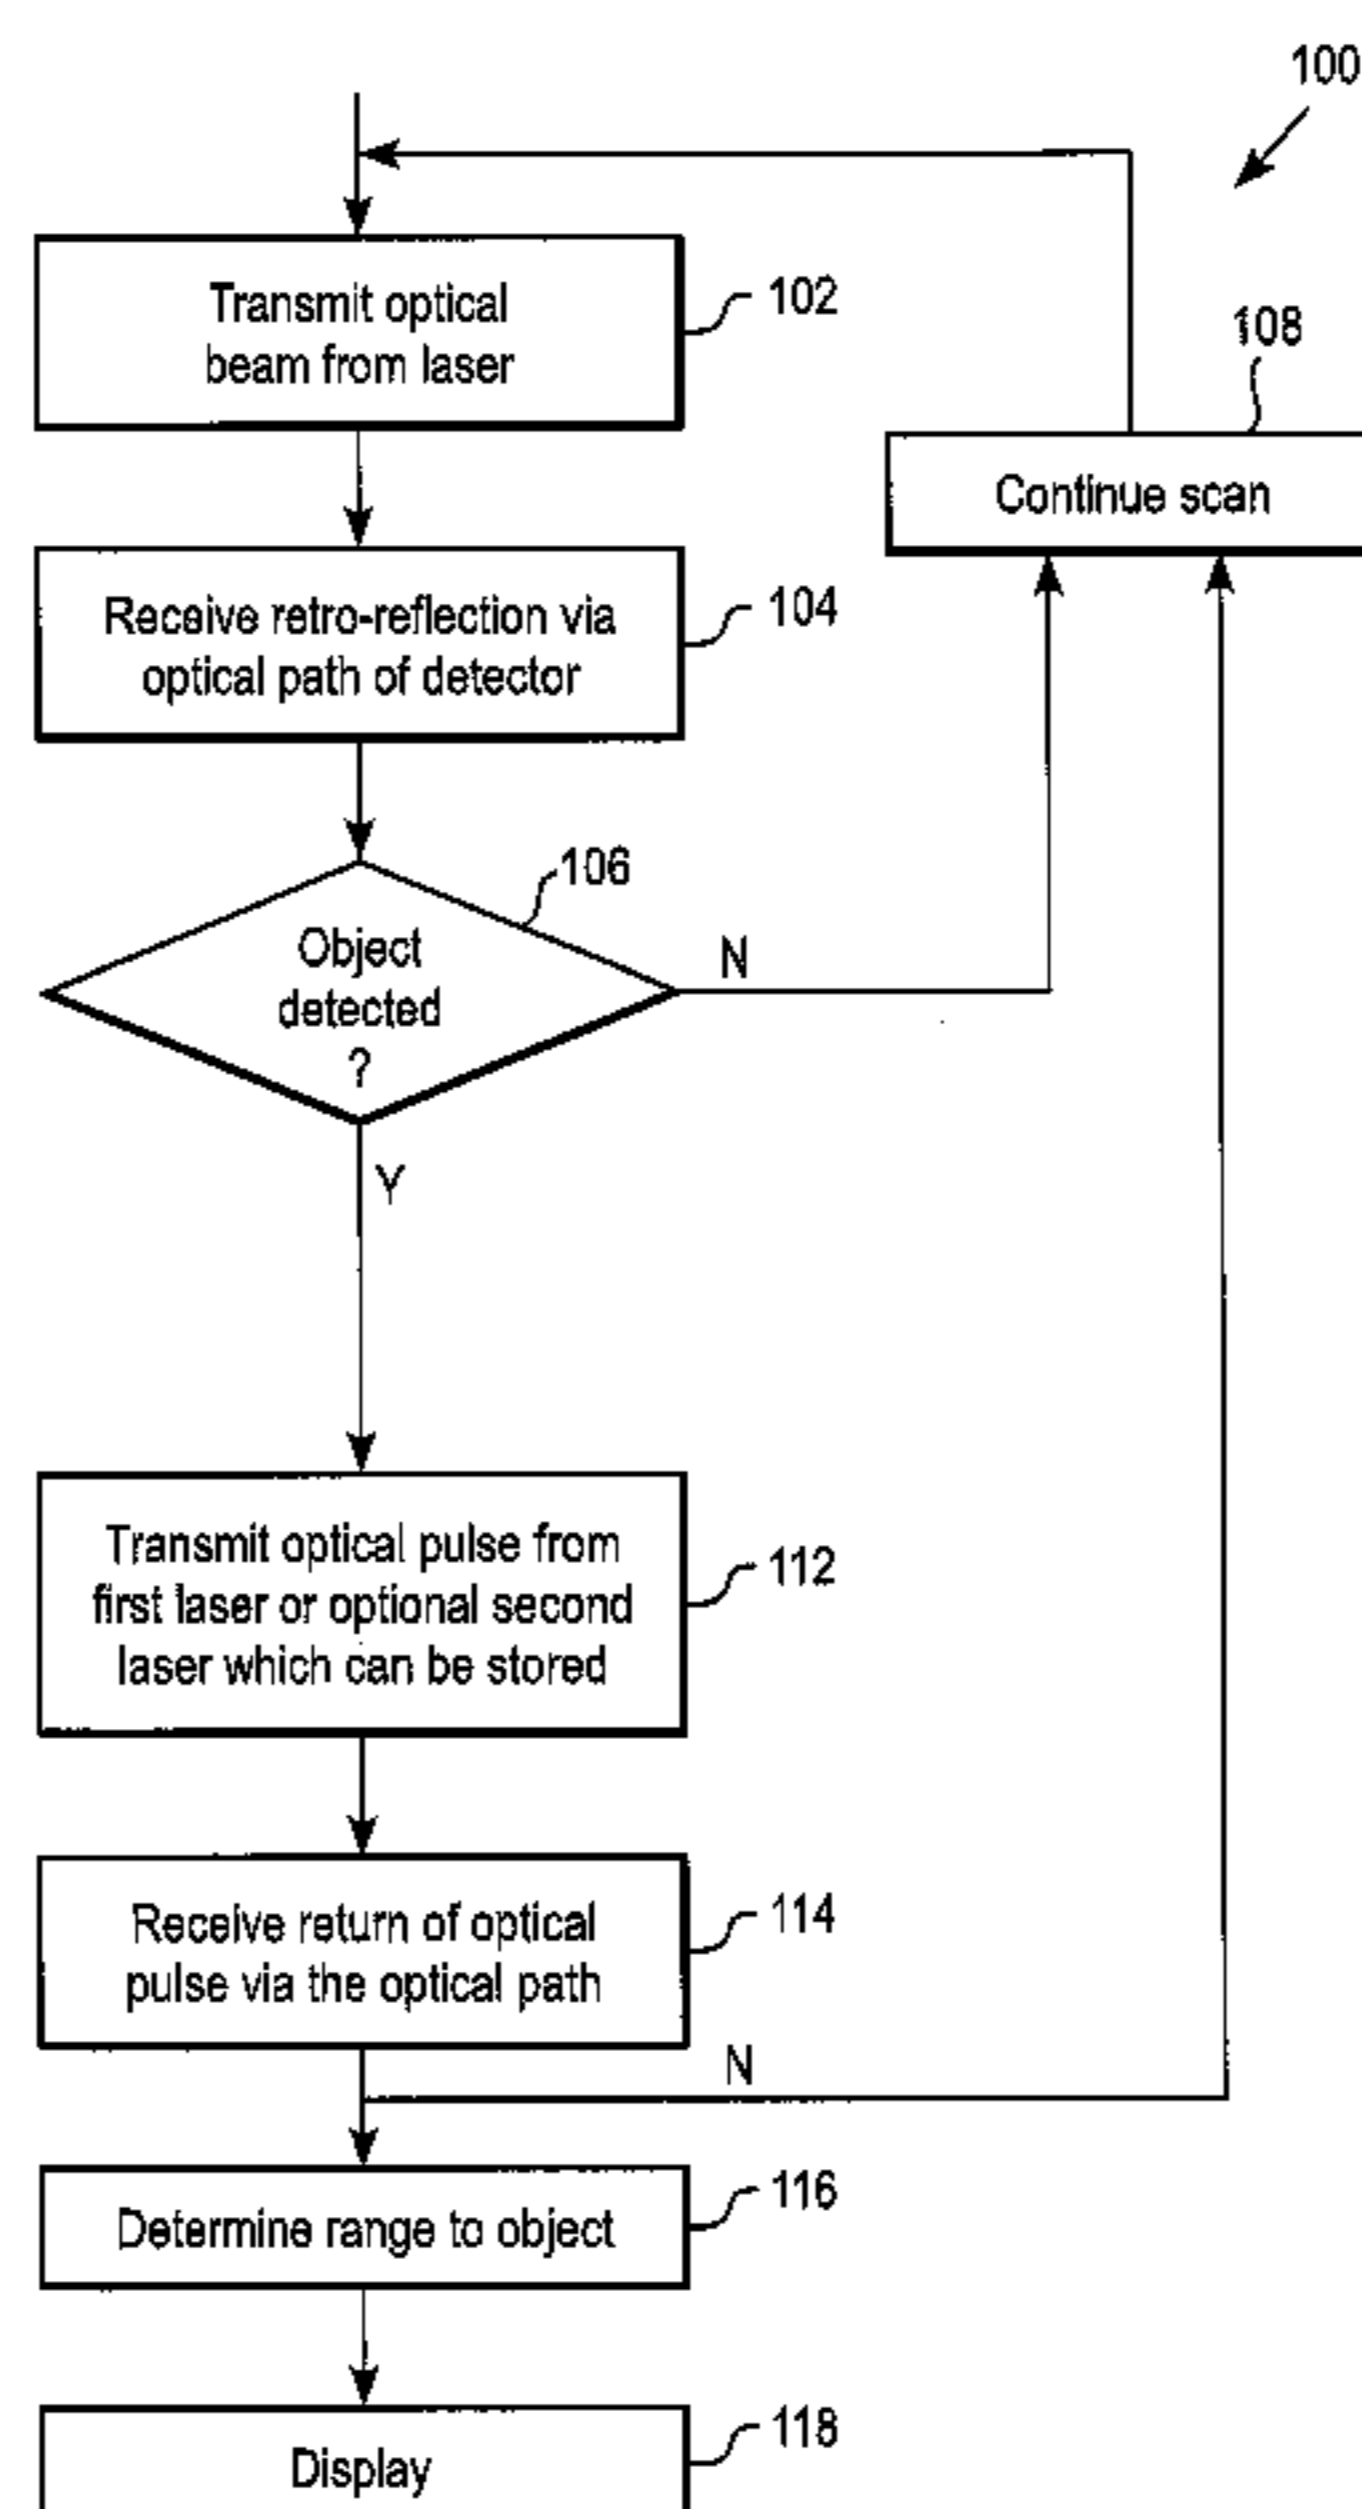 100
Transmit optical
beam from laser
102
108
Continue scan
Receive retro-reflection via
optical path of detector
104
106
Object
detected
?
N
Y
Transmit optical pulse from
first laser or optional second
laser which can be stored
112
Receive return of optical
pulse via the optical path
114
N
Determine range to object
116
Display
118